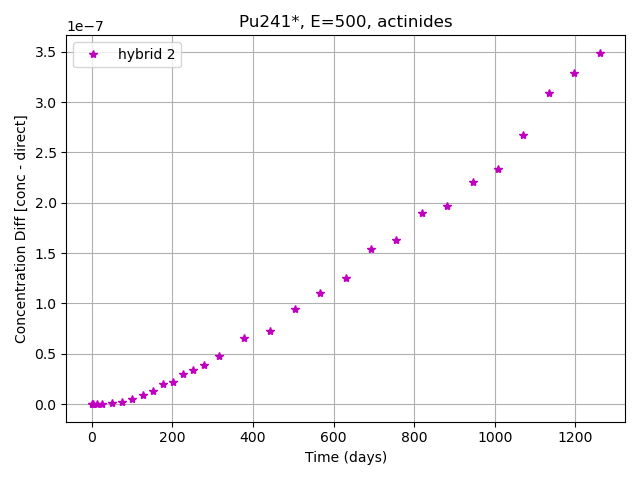 Pu241*, E=500, actinides
1e−7
hybrid 2
3.5
3.0
2.5
2.0
1.5
1.0
0.5
0.0
Concentration Diff [conc - direct]
0 200 400 600 800 1000 1200
Time (days)